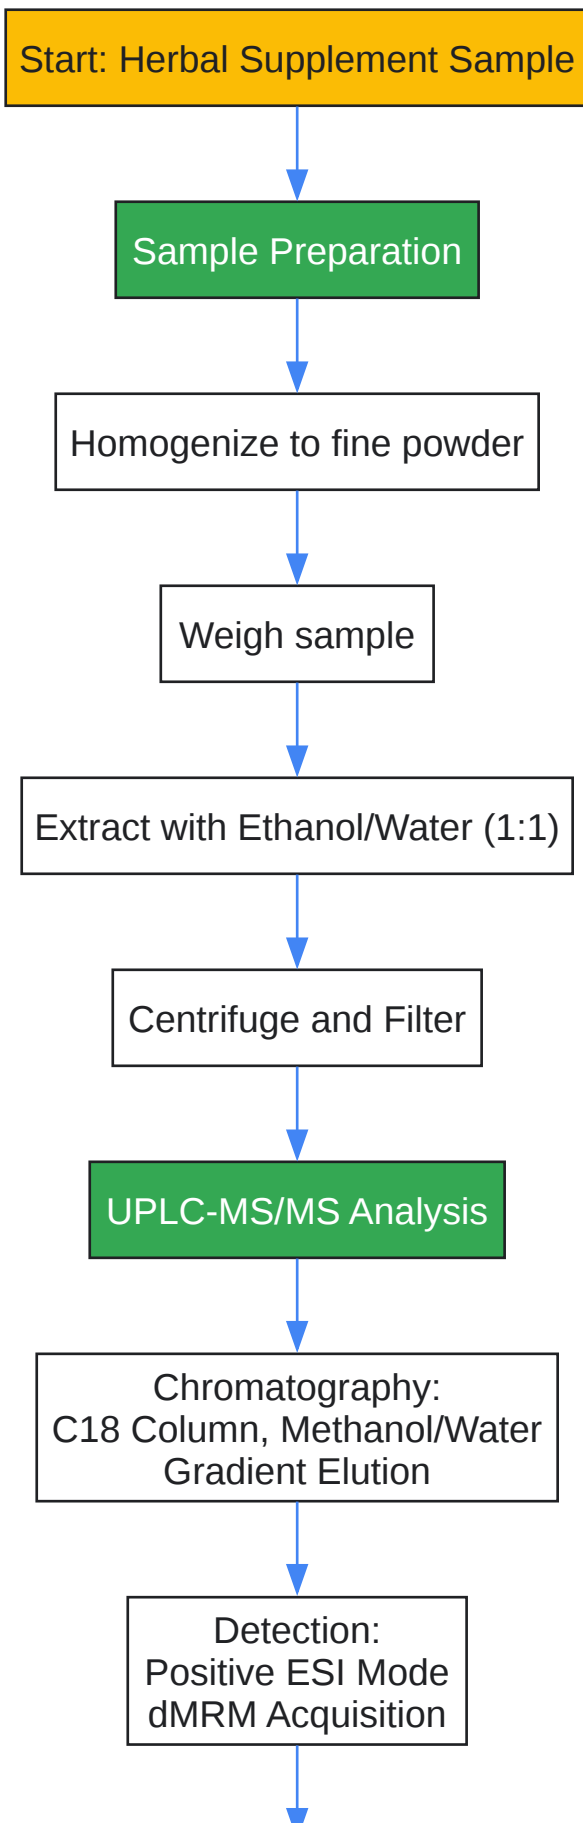 Start: Herbal Supplement Sample
Sample Preparation
Homogenize to fine powder
Weigh sample
Extract with Ethanol/Water (1:1)
Centrifuge and Filter
UPLC-MS/MS Analysis
Chromatography:
C18 Column, Methanol/Water
Gradient Elution
Detection:
Positive ESI Mode
dMRM Acquisition